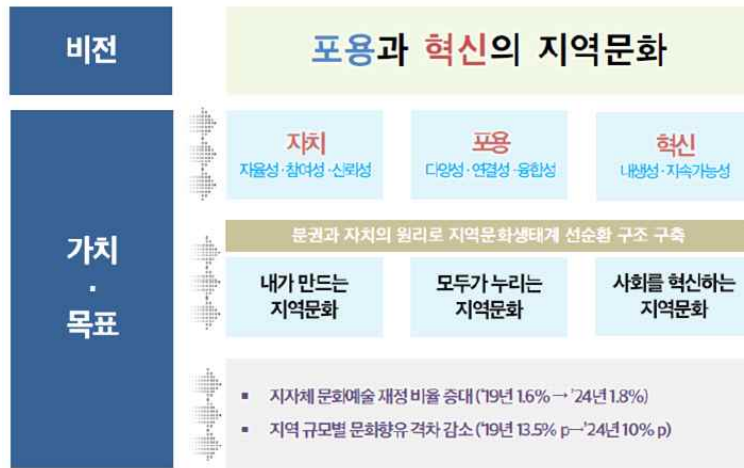 비전
포용과 혁신의 지역문화
가치
·
목표
자치
자율성·참여성·신뢰성
포용
다양성·연결성·융합성
혁신
내생성·지속가능성
분권과 자치의 원리로 지역문화생태계 선순환 구조 구축
내가 만드는
지역문화
모두가 누리는
지역문화
사회를 혁신하는
지역문화
▪ 지자체 문화예술 재정 비율 증대 ('19년 1.6% → '24년 1.8%)
▪ 지역 규모별 문화향유 격차 감소 ('19년 13.5% p→'24년 10% p)